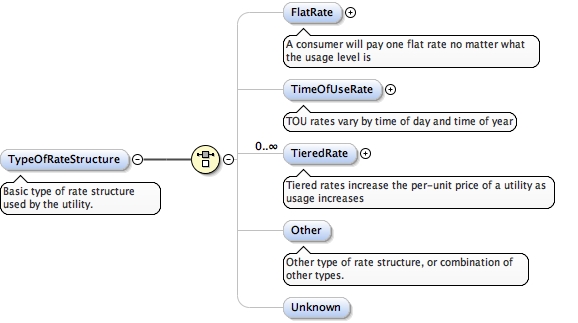 FlatRate
A consumer will pay one flat rate no matter what
the usage level is
TimeOfUseRate
TOU rates vary by time of day and time of year
0..∞
TieredRate
TypeOfRateStructure
Basic type of rate structure
used by the utility.
Tiered rates increase the per-unit price of a utility as
usage increases
Other
Other type of rate structure, or combination of
other types.
Unknown